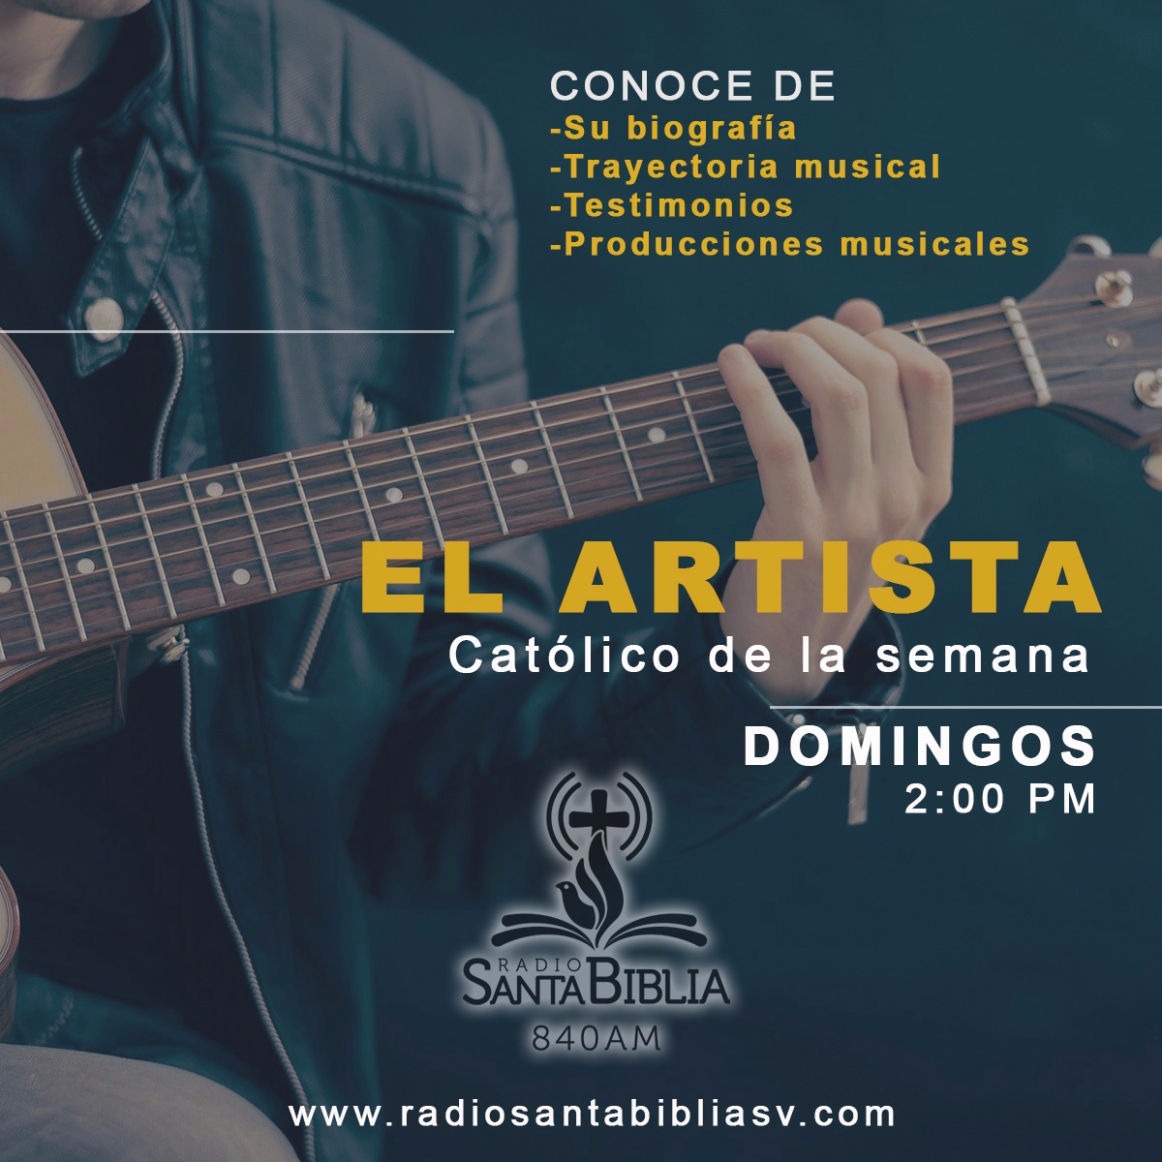 CONOCE DE
-Su biografía
-Trayectoria musical
-Testimonios
-Producciones musicales
EL ARTISTA
Católico de la semana
DOMINGOS
2:00 PM
RADIO
SANTA BIBLIA
840AM
www.radiosantabibliasv.com